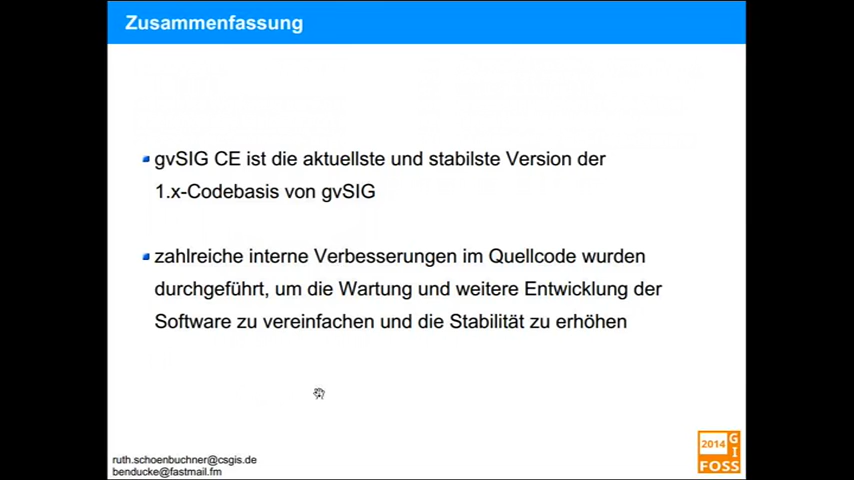 Zusammenfassung
gvSIG CE ist die aktuellste und stabilste Version der
1.x-Codebasis von gvSIG
zahlreiche interne Verbesserungen im Quellcode wurden
durchgeführt, um die Wartung und weitere Entwicklung der
Software zu vereinfachen und die Stabilität zu erhöhen
ruth.schoenbuchner@csgis.de
benducke@fastmail.fm
2014 G
I
FOSS